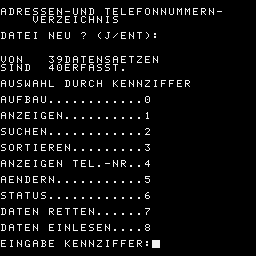 ADRESSEN-UND TELEFONNUMMERN-
VERZEICHNIS
DATEI NEU ? (J/ENT):
VON   39DATENSAETZEN
SIND  40ERFASST.
AUSWAHL DURCH KENNZIFFER
AUFBAU............0
ANZEIGEN..........1
SUCHEN............2
SORTIEREN.........3
ANZEIGEN TEL.-NR..4
AENDERN...........5
STATUS............6
DATEN RETTEN......7
DATEN EINLESEN....8
EINGABE KENNZIFFER: